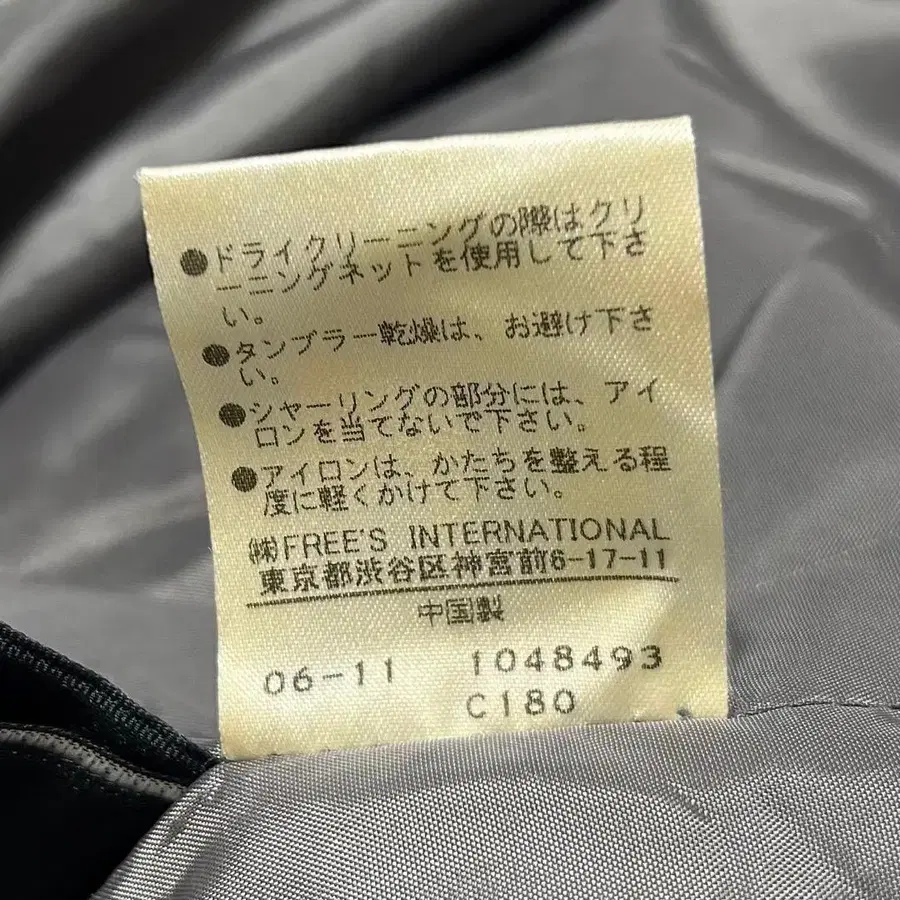 ●ドライクリーニングの際はクリ
ーニングネットを使用して下さ
い。
●タンブラー乾燥は、お避け下さ
い。
●シャーリングの部分には、アイ
ロンを当てないで下さい。
●アイロンは、かたちを整える程
度に軽くかけて下さい。
㈱FREE'S INTERNATIONAL
東京都渋谷区神宮前6-17-11
中国製
06-11 1048493
C180